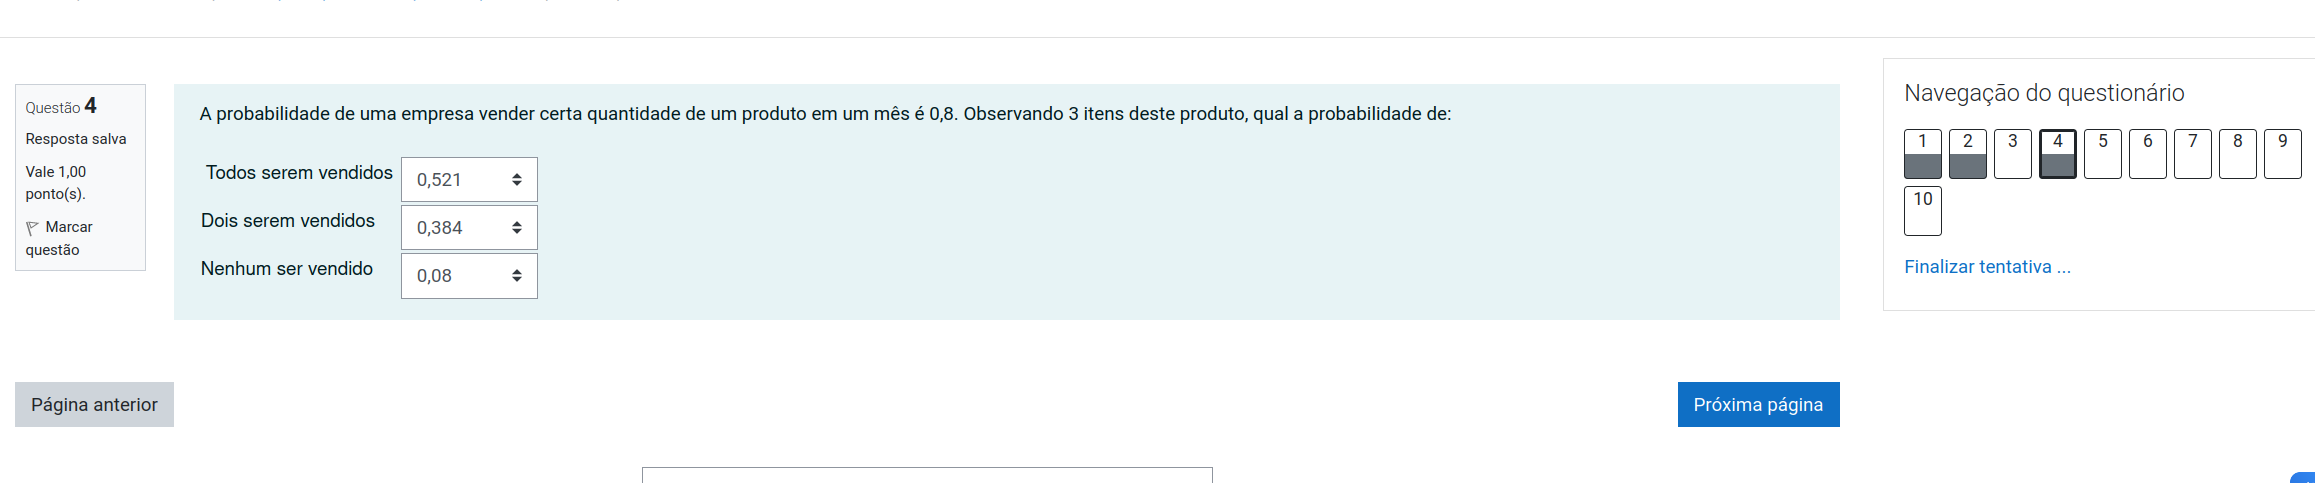 Questão 4
Resposta salva
Vale 1,00
ponto(s).
Marcar
questão
A probabilidade de uma empresa vender certa quantidade de um produto em um mês é 0,8. Observando 3 itens deste produto, qual a probabilidade de:
Todos serem vendidos 0,521
Dois serem vendidos 0,384
Nenhum ser vendido 0,08
Página anterior
Próxima página
Navegação do questionário
1 2 3 4 5 6 7 8 9
10
Finalizar tentativa ...